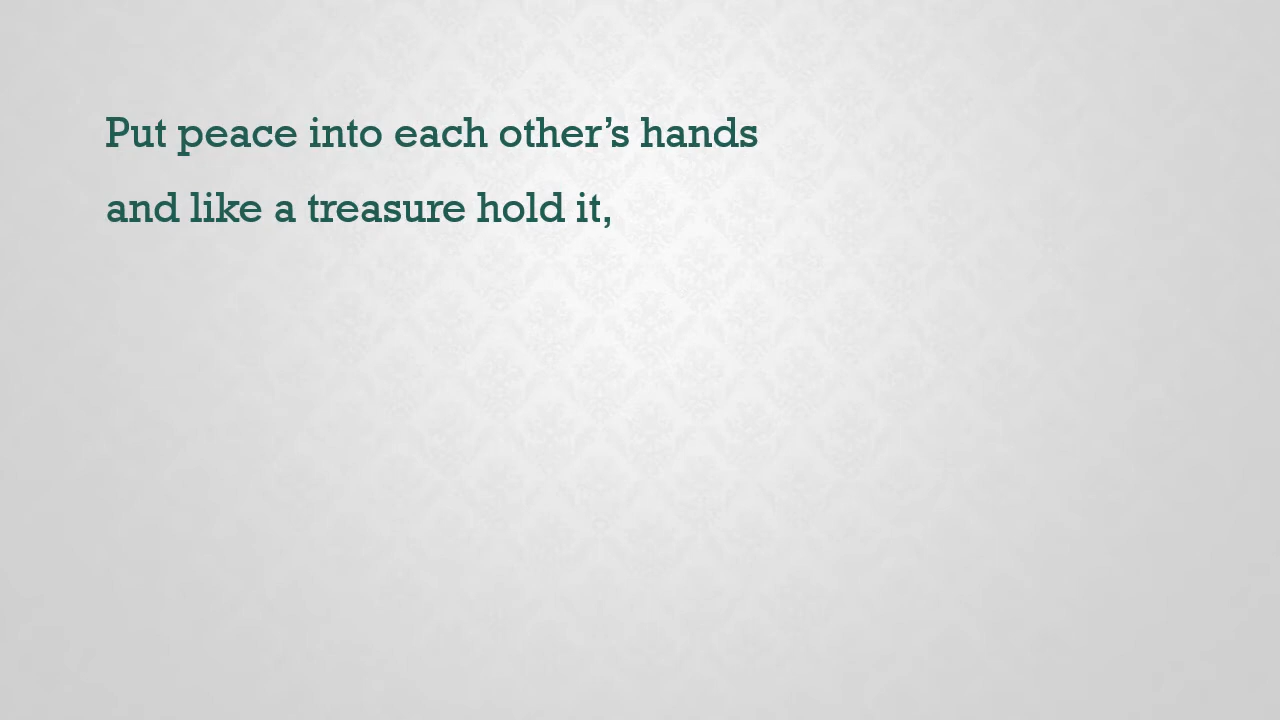 Put peace into each other’s hands
and like a treasure hold it,